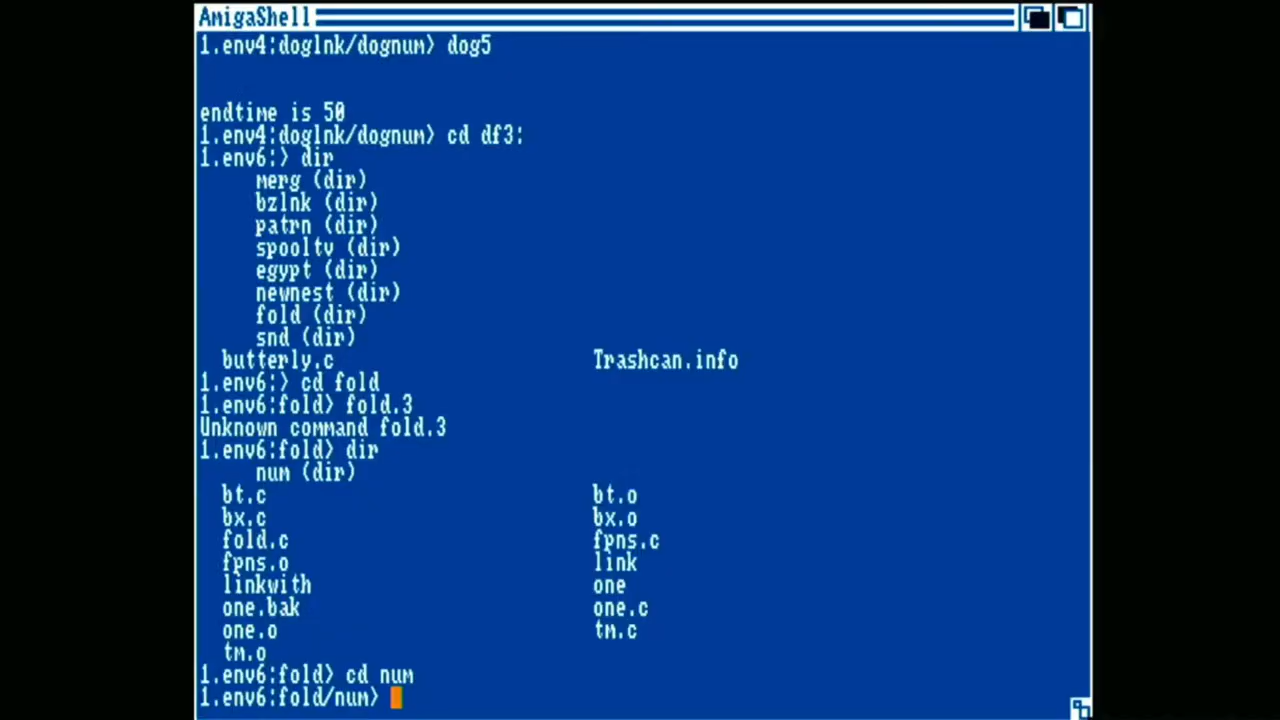 AmigaShell
1.env4:doglnk/dognum> dog5
endtime is 50
1.env4:doglnk/dognum> cd df3:
1.env6:> dir
merg (dir)
bzlnk (dir)
patrn (dir)
spooltv (dir)
egypt (dir)
newnest (dir)
fold (dir)
snd (dir)
butterly.c Trashcan.info
1.env6:> cd fold
1.env6:fold> fold.3
Unknown command fold.3
1.env6:fold> dir
num (dir)
bt.c bt.o
bx.c bx.o
fold.c fpns.c
fpns.o link
linkwith one
one.bak one.c
one.o tm.c
tm.o
1.env6:fold> cd num
1.env6:fold/num>